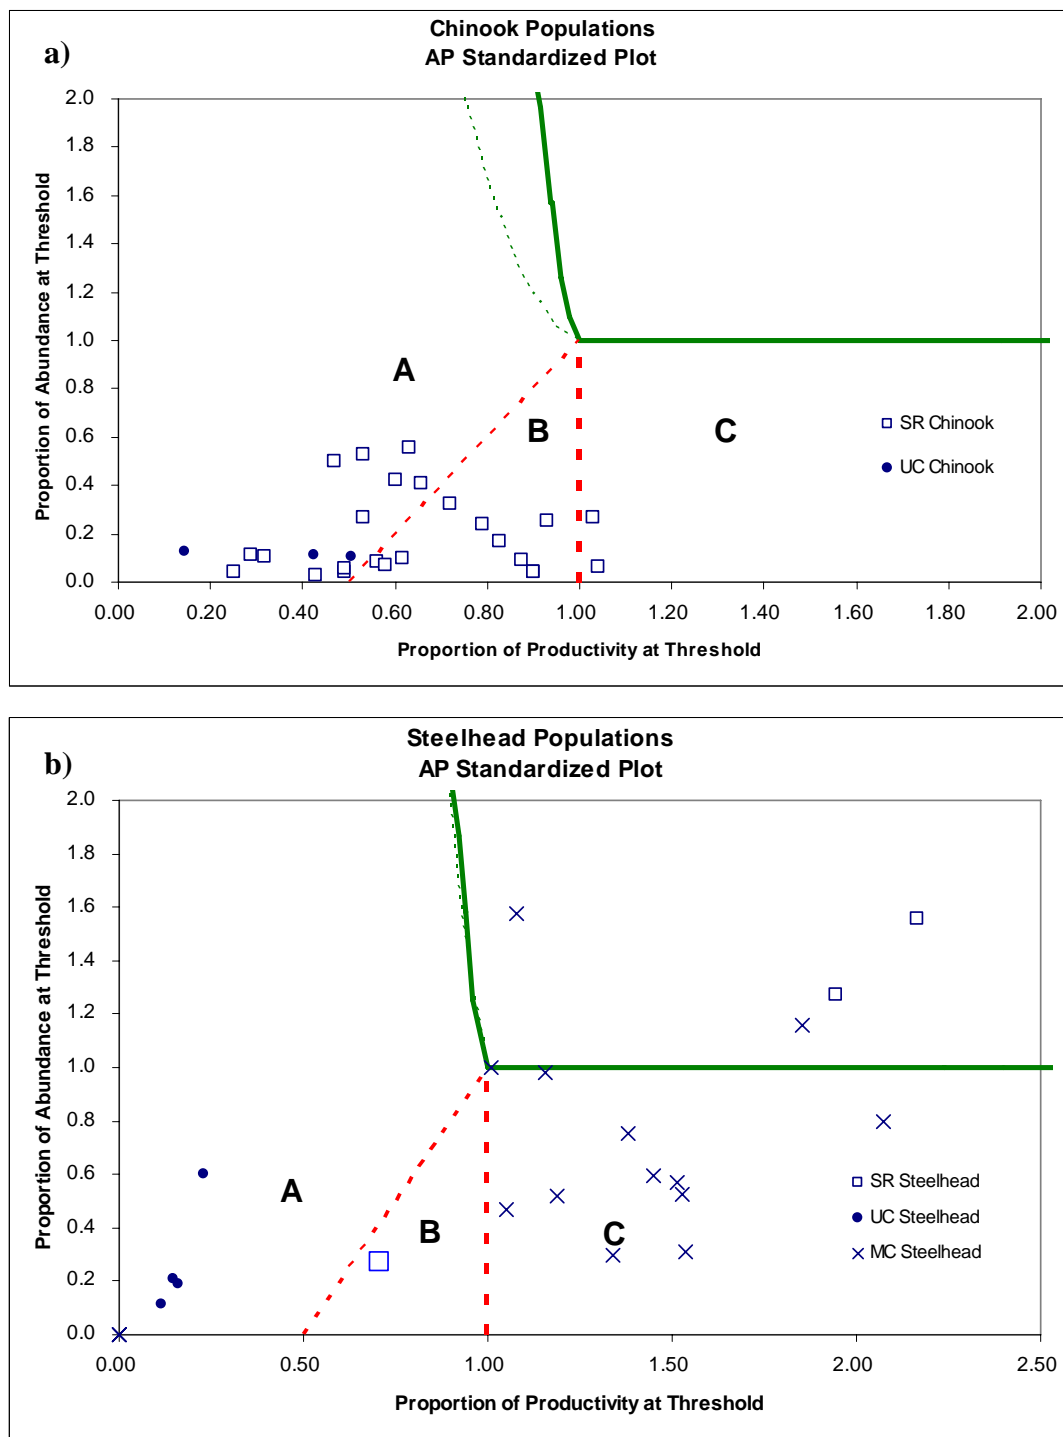 a)
Chinook Populations
AP Standardized Plot
Proportion of Abundance at Threshold
2.0
1.8
1.6
1.4
1.2
1.0
0.8
0.6
0.4
0.2
0.0
A
B
C
SR Chinook
UC Chinook
0.00 0.20 0.40 0.60 0.80 1.00 1.20 1.40 1.60 1.80 2.00
Proportion of Productivity at Threshold
b)
Steelhead Populations
AP Standardized Plot
Proportion of Abundance at Threshold
2.0
1.8
1.6
1.4
1.2
1.0
0.8
0.6
0.4
0.2
0.0
A
B
C
SR Steelhead
UC Steelhead
MC Steelhead
0.00 0.50 1.00 1.50 2.00 2.50
Proportion of Productivity at Threshold